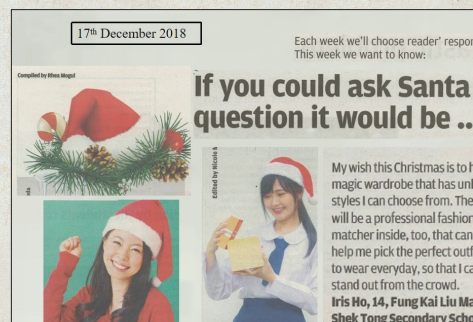 17th December 2018
Each week we'll choose reader' respon
This week we want to know:
Compiled by Rhea Mogul
If you could ask Santa
question it would be ..
Edited by Nicole M
My wish this Christmas is to h
magic wardrobe that has unl
styles I can choose from. The
will be a professional fashion
matcher inside, too, that can
help me pick the perfect outf
to wear everyday, so that I ca
stand out from the crowd.
Iris Ho, 14, Fung Kai Liu Ma
Shek Tong Secondary Scho